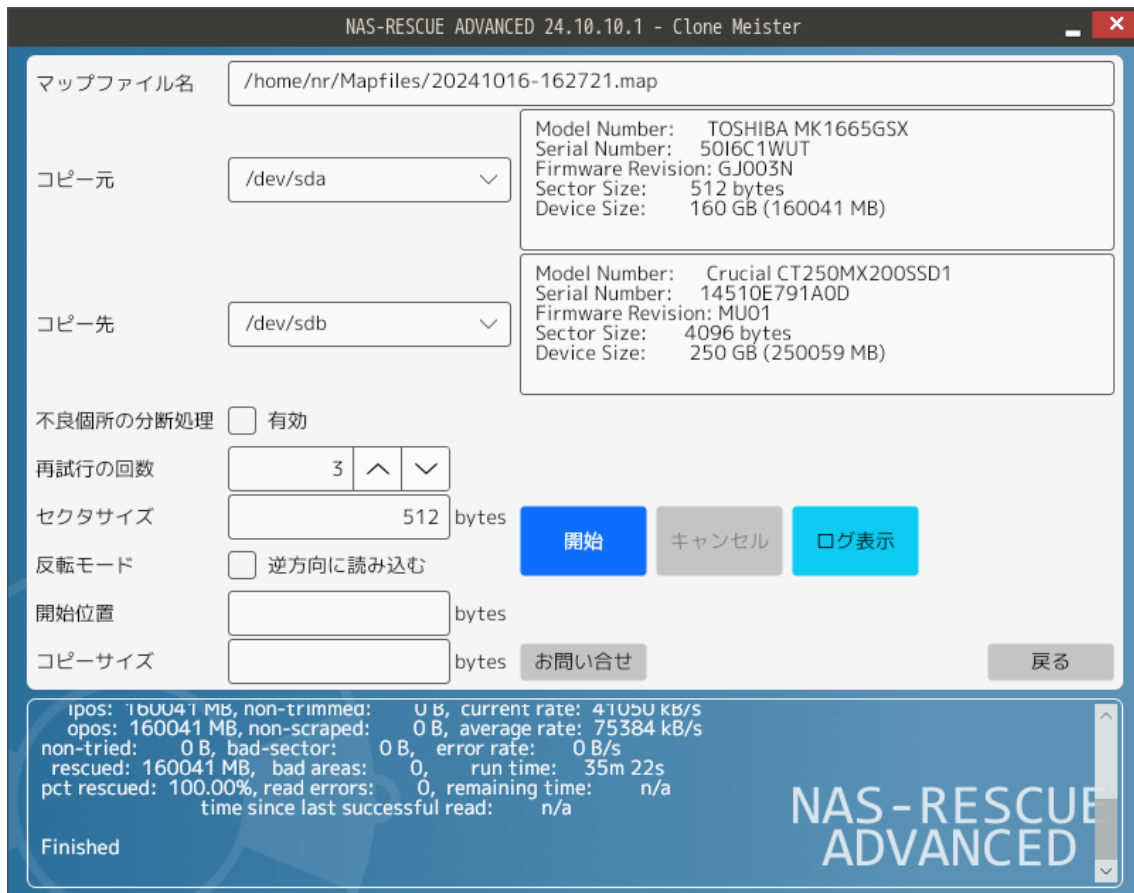 NAS-RESCUE ADVANCED 24.10.10.1 - Clone Meister
マップファイル名
/home/nr/Mapfiles/20241016-162721.map
コピー元
/dev/sda
Model Number: TOSHIBA MK1665GSX
Serial Number: 50I6C1WUT
Firmware Revision: GJ003N
Sector Size: 512 bytes
Device Size: 160 GB (160041 MB)
コピー先
/dev/sdb
Model Number: Crucial CT250MX200SSD1
Serial Number: 14510E791A0D
Firmware Revision: MU01
Sector Size: 4096 bytes
Device Size: 250 GB (250059 MB)
不良個所の分断処理 有効
再試行の回数 3
セクタサイズ 512 bytes
開始 キャンセル ログ表示
反転モード 逆方向に読み込む
開始位置 bytes
コピーサイズ bytes
お問い合せ 戻る
ipos: 160041 MB, non-trimmed: 0 B, current rate: 41050 kB/s
opos: 160041 MB, non-scraped: 0 B, average rate: 75384 kB/s
non-tried: 0 B, bad-sector: 0 B, error rate: 0 B/s
rescued: 160041 MB, bad areas: 0, run time: 35m 22s
pct rescued: 100.00%, read errors: 0, remaining time: n/a
time since last successful read: n/a
Finished
NAS-RESCUE
ADVANCED